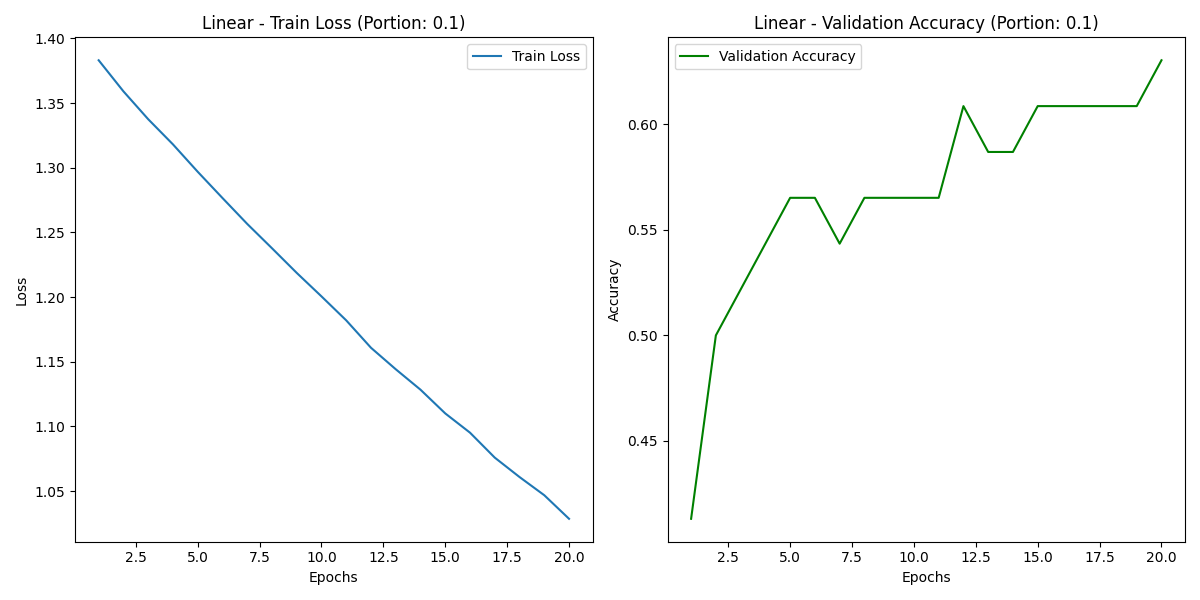 Linear - Train Loss (Portion: 0.1)
Train Loss
1.40
1.35
1.30
1.25
1.20
1.15
1.10
1.05
Loss
2.5 5.0 7.5 10.0 12.5 15.0 17.5 20.0
Epochs
Linear - Validation Accuracy (Portion: 0.1)
Validation Accuracy
0.60
0.55
0.50
0.45
Accuracy
2.5 5.0 7.5 10.0 12.5 15.0 17.5 20.0
Epochs